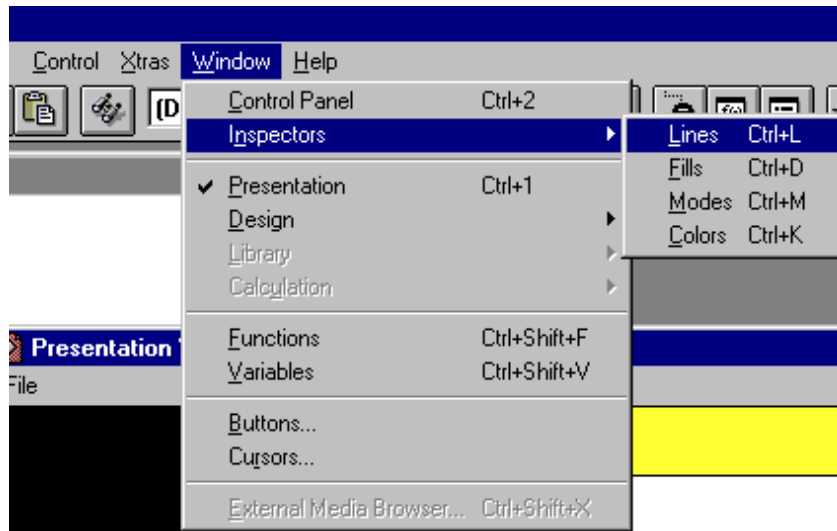 Control Xtras Window Help
(D
Control Panel Ctrl+2
Inspectors
Lines Ctrl+L
Fills Ctrl+D
Modes Ctrl+M
Colors Ctrl+K
Presentation Ctrl+1
Design
Library
Calculation
Functions Ctrl+Shift+F
Variables Ctrl+Shift+V
Buttons...
Cursors...
External Media Browser... Ctrl+Shift+X
Presentation
File